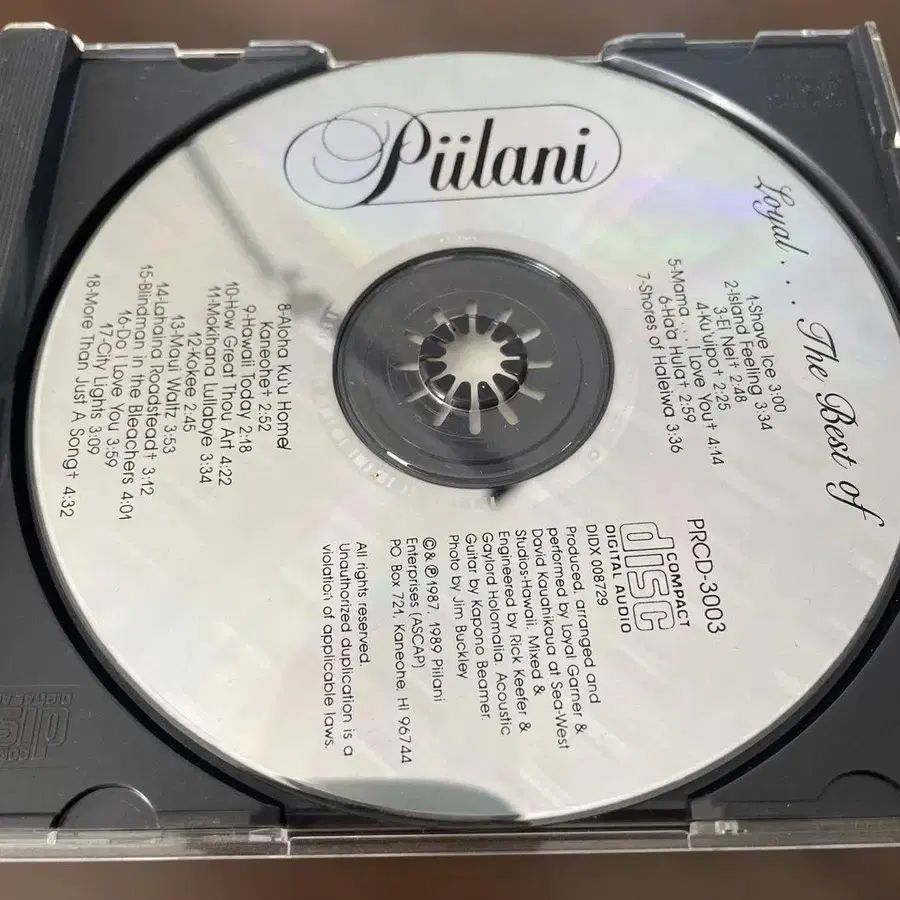 Piilani
Loyal . . . The Best of
1-Shave Ice 3:00
2-Island Feeling 3:34
3-Ei Nei† 2:48
4-Ku'uipo† 2:25
5-Mama . . . I Love You† 4:14
6-Ha'a Hula† 2:59
7-Shores of Haleiwa 3:36
8-Aloha Ku'u Home/
Kaneohe† 2:52
9-Hawaii Today 2:18
10-How Great Thou Art 4:22
11-Mokihana Lullabye 3:34
12-Kokee 2:45
13-Maui Waltz 3:53
14-Lahaina Roadstead† 3:12
15-Blindman in the Bleachers 4:01
16-Do I Love You 3:59
17-City Lights 3:09
18-More Than Just A Song† 4:32
PRCD-3003
COMPACT
disc
DIGITAL AUDIO
DIDX 008729
Produced, arranged and
performed by Loyal Garner &
David Kauahikaua at Sea-West
Studios-Hawaii. Mixed &
Engineered by Rick Keefer &
Gaylord Holomalia. Acoustic
Guitar by Kapono Beamer.
Photo by Jim Buckley
©& ℗ 1987, 1989 Piilani
Enterprises (ASCAP)
PO. Box 721, Kaneohe, HI 96744
All rights reserved.
Unauthorized duplication is a
violation of applicable laws.